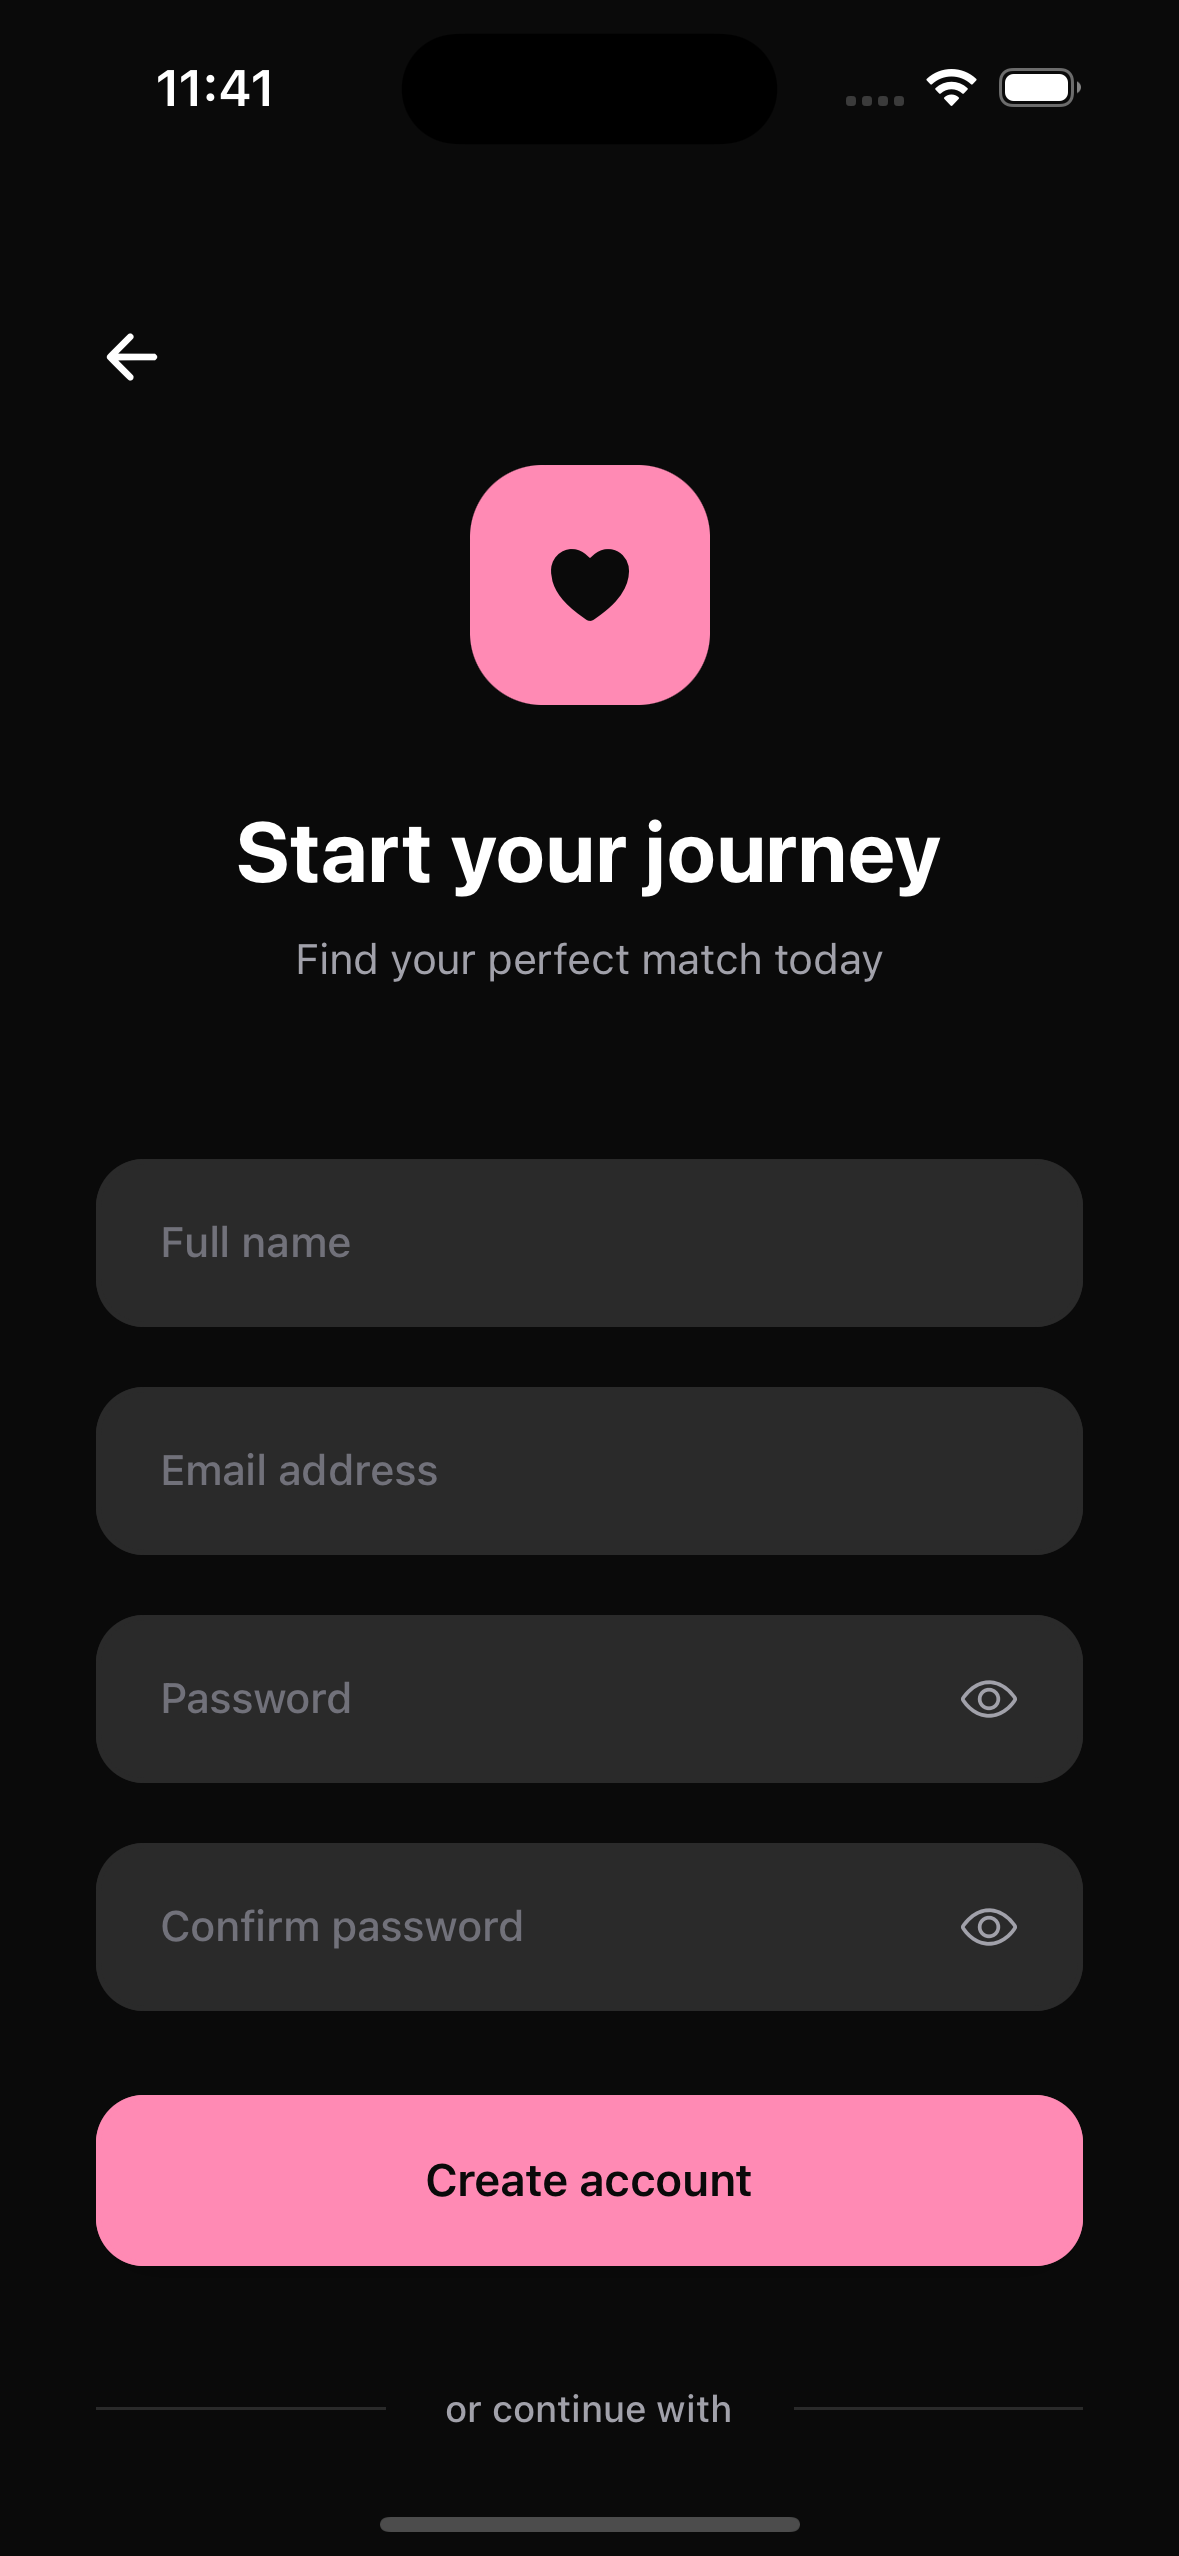 11:41
Start your journey
Find your perfect match today
Full name
Email address
Password
Confirm password
Create account
or continue with